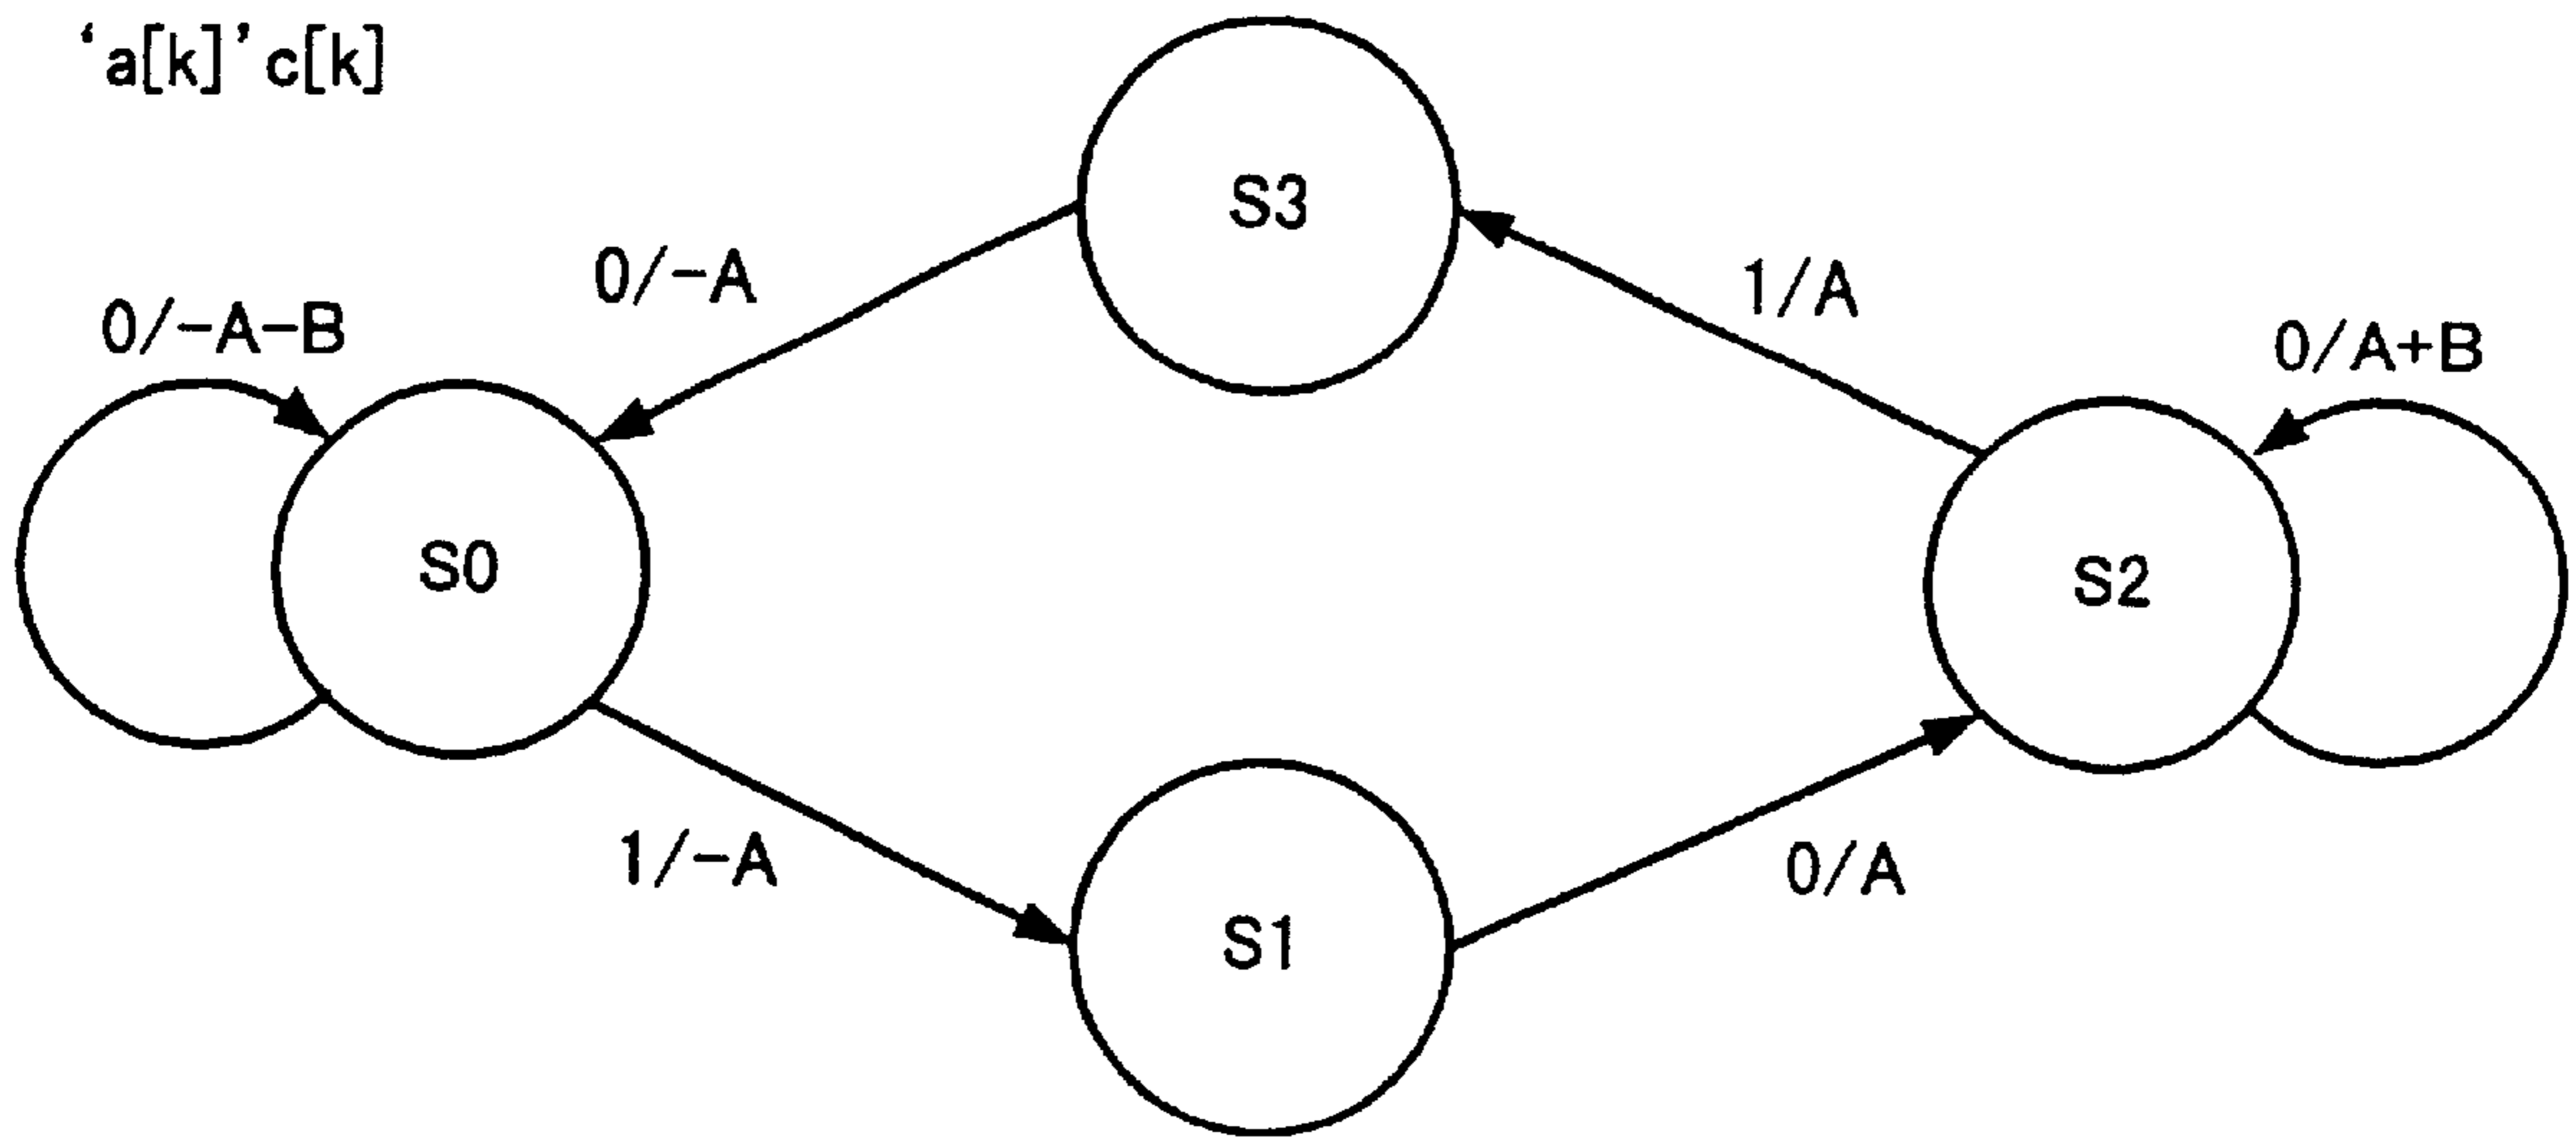 ‘a[k]’c[k]
S3
0/-A
1/A
0/-A-B
0/A+B
S0
S2
1/-A
0/A
S1